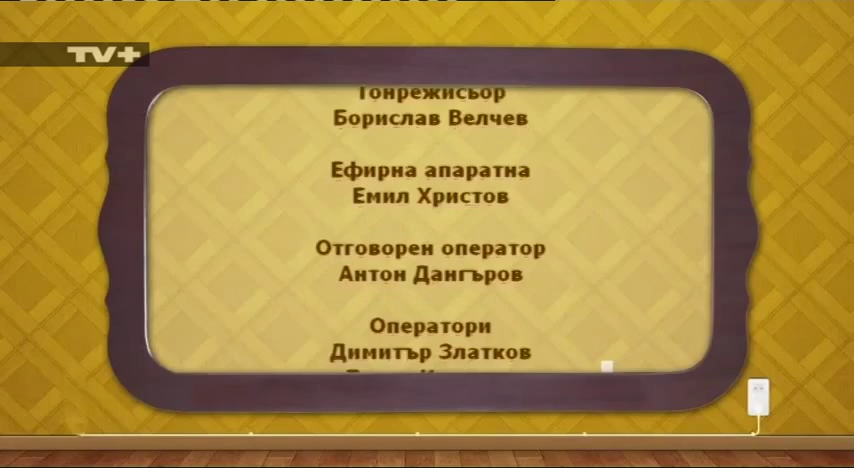 TV+
Тонрежисьор
Борислав Велчев
Ефирна апаратна
Емил Христов
Отговорен оператор
Антон Дангъров
Оператори
Димитър Златков